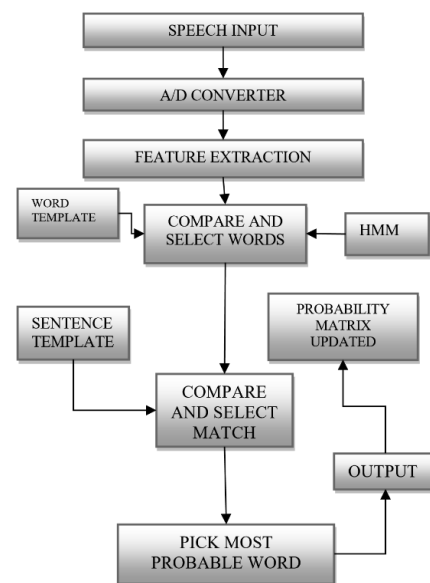 SPEECH INPUT
A/D CONVERTER
FEATURE EXTRACTION
WORD
TEMPLATE
COMPARE AND
SELECT WORDS
HMM
SENTENCE
TEMPLATE
PROBABILITY
MATRIX
UPDATED
COMPARE
AND SELECT
MATCH
OUTPUT
PICK MOST
PROBABLE WORD